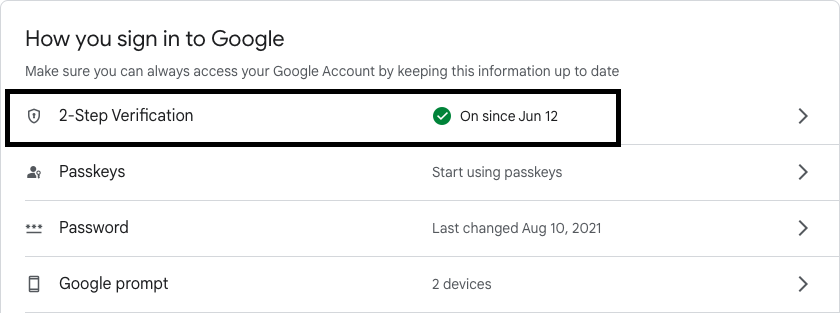 How you sign in to Google
Make sure you can always access your Google Account by keeping this information up to date
2-Step Verification On since Jun 12
Passkeys Start using passkeys
Password Last changed Aug 10, 2021
Google prompt 2 devices